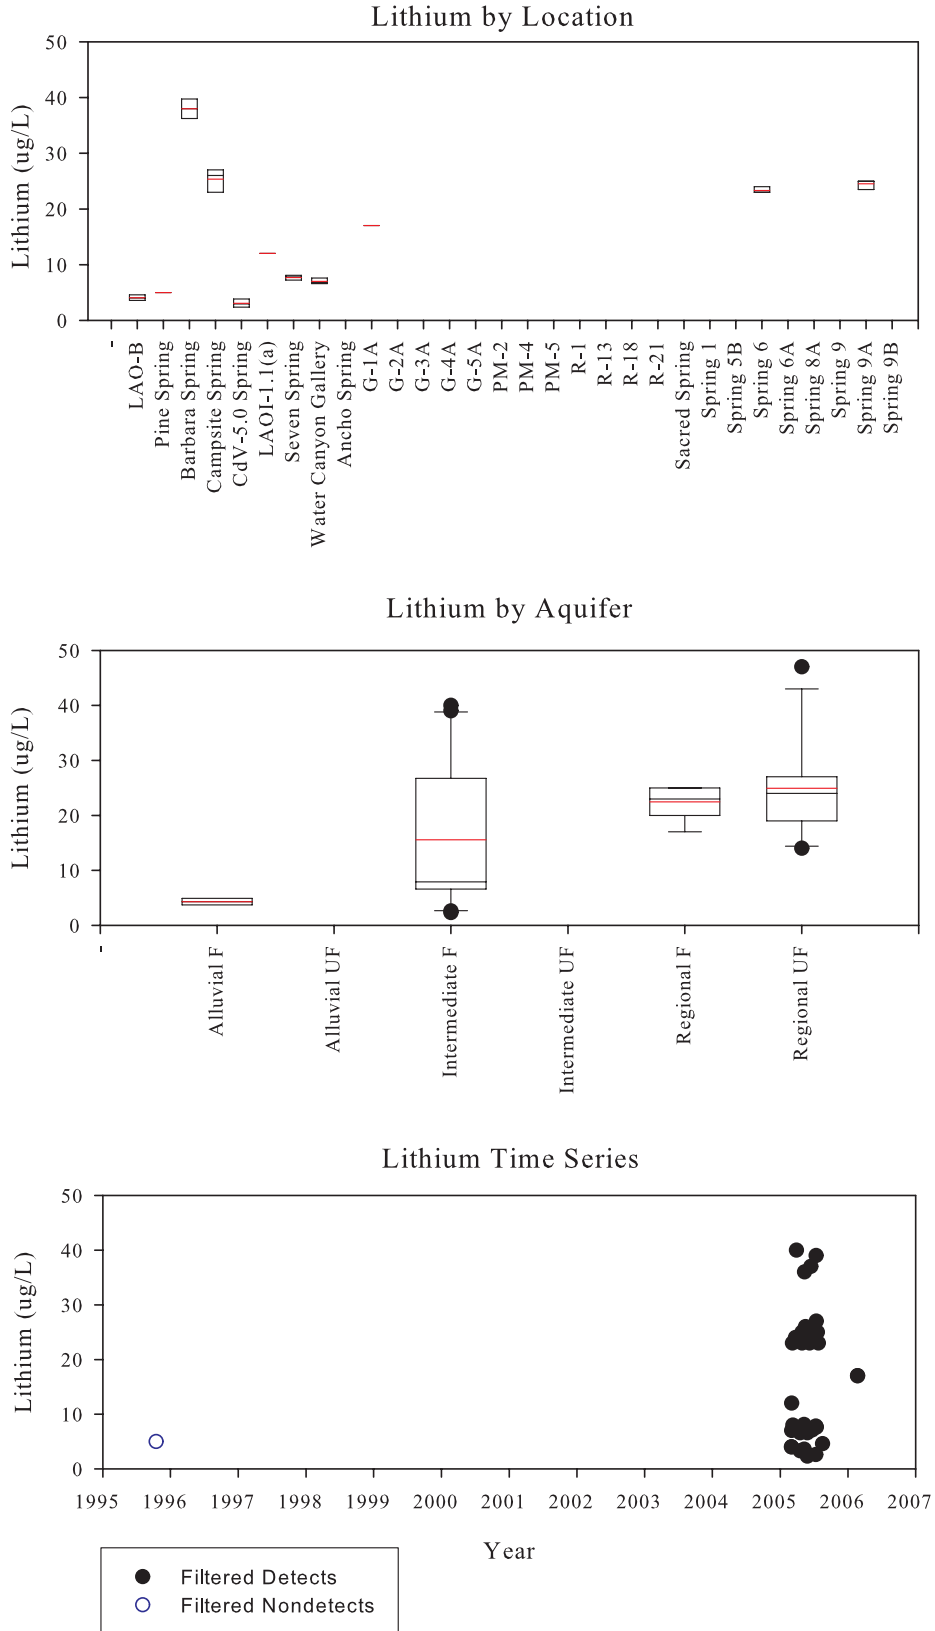 Lithium by Location
Lithium (ug/L)
50
40
30
20
10
0
-
LAO-B
Pine Spring
Barbara Spring
Campsite Spring
CdV-5.0 Spring
LAOI-1.1(a)
Seven Spring
Water Canyon Gallery
Ancho Spring
G-1A
G-2A
G-3A
G-4A
G-5A
PM-2
PM-4
PM-5
R-1
R-13
R-18
R-21
Sacred Spring
Spring 1
Spring 5B
Spring 6
Spring 6A
Spring 8A
Spring 9
Spring 9A
Spring 9B
Lithium by Aquifer
Lithium (ug/L)
50
40
30
20
10
0
-
Alluvial F
Alluvial UF
Intermediate F
Intermediate UF
Regional F
Regional UF
Lithium Time Series
Lithium (ug/L)
50
40
30
20
10
0
1995 1996 1997 1998 1999 2000 2001 2002 2003 2004 2005 2006 2007
Year
Filtered Detects
Filtered Nondetects